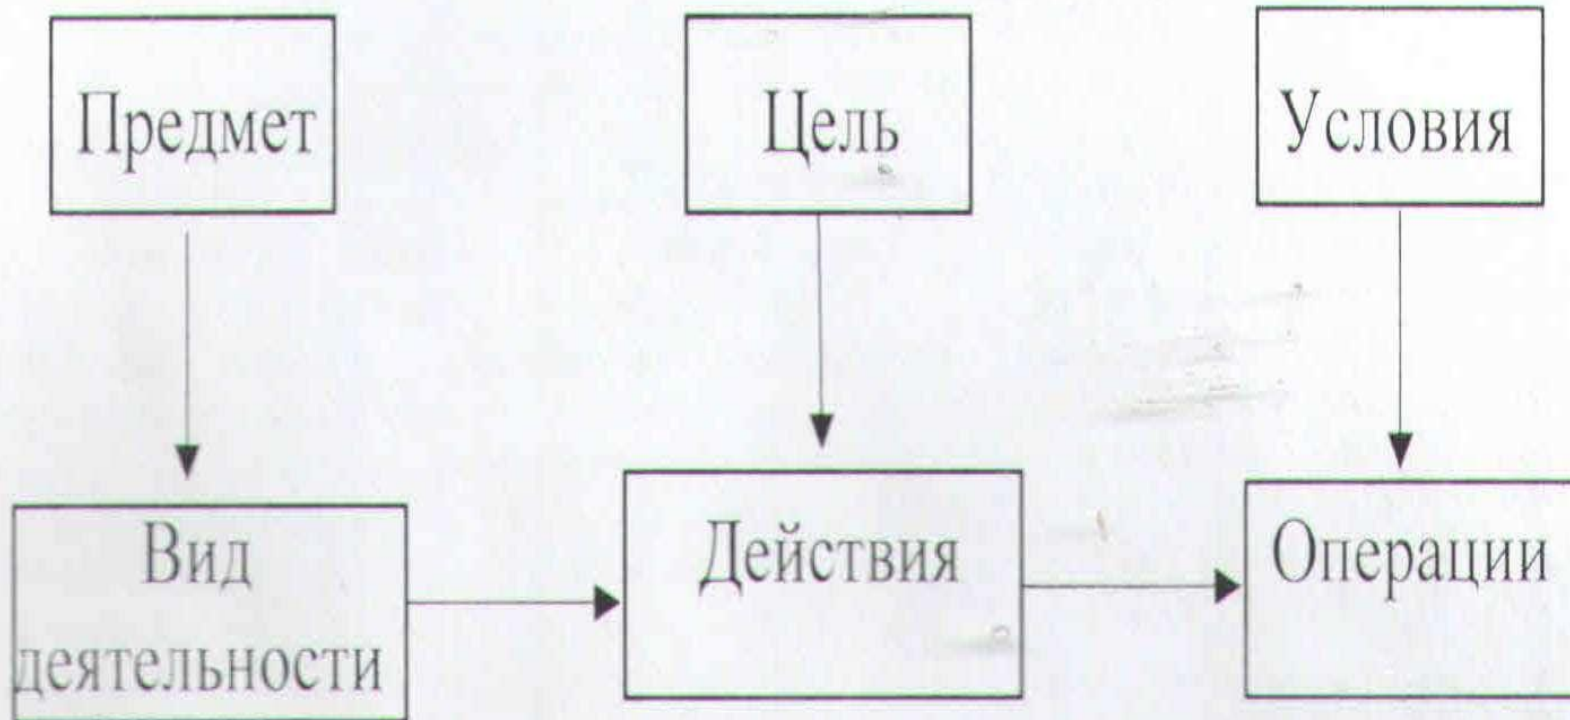 Предмет
Цель
Условия
Вид
деятельности
Действия
Операции